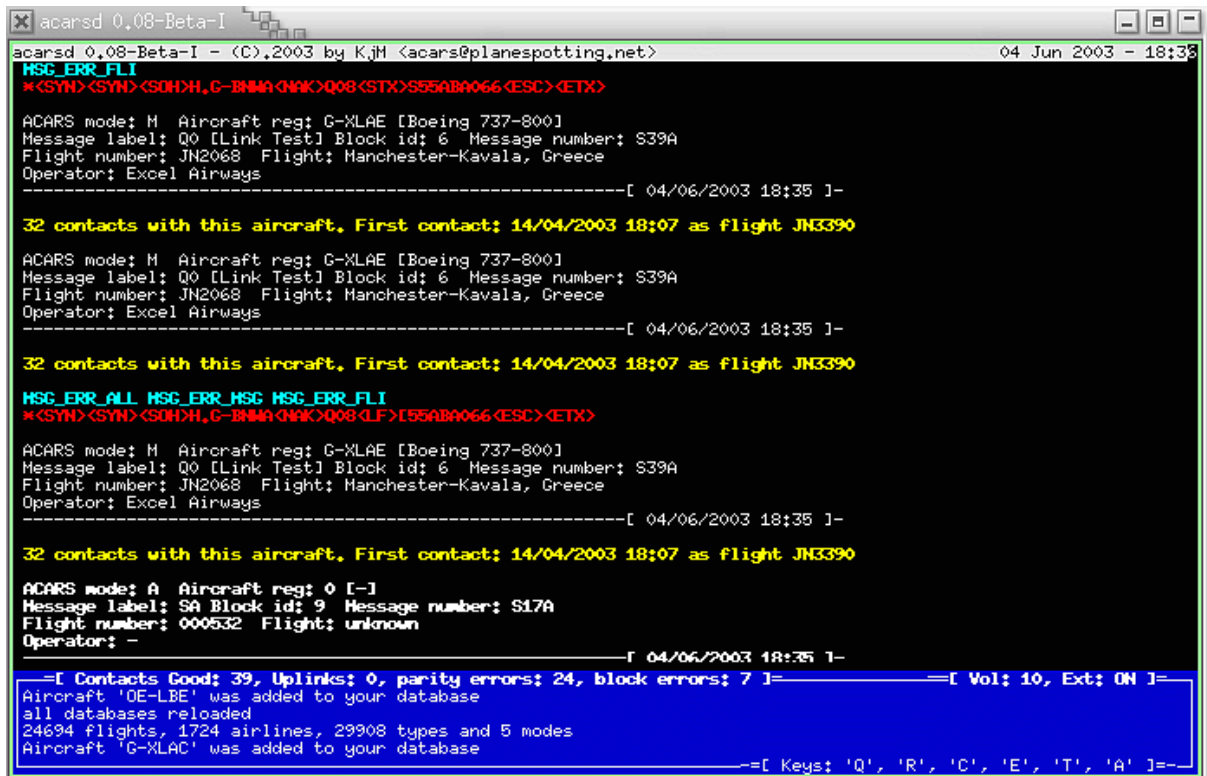 acarsd 0.08-Beta-I
acarsd 0.08-Beta-I - (C).2003 by KjM <acars@planespotting.net> 04 Jun 2003 - 18:35
MSG_ERR_FLI
*<SYN><SYN><SOH>H.G-BNWA<NAK>Q08<STX>S55ABA066<ESC><ETX>
ACARS mode: M Aircraft reg: G-XLAE [Boeing 737-800]
Message label: Q0 [Link Test] Block id: 6 Message number: S39A
Flight number: JN2068 Flight: Manchester-Kavala, Greece
Operator: Excel Airways
--------------------------------------------------------------[ 04/06/2003 18:35 ]-
32 contacts with this aircraft. First contact: 14/04/2003 18:07 as flight JN3390
ACARS mode: M Aircraft reg: G-XLAE [Boeing 737-800]
Message label: Q0 [Link Test] Block id: 6 Message number: S39A
Flight number: JN2068 Flight: Manchester-Kavala, Greece
Operator: Excel Airways
--------------------------------------------------------------[ 04/06/2003 18:35 ]-
32 contacts with this aircraft. First contact: 14/04/2003 18:07 as flight JN3390
MSG_ERR_ALL MSG_ERR_MSG MSG_ERR_FLI
*<SYN><SYN><SOH>H.G-BNWA<NAK>Q08<LF>[55ABA066<ESC><ETX>
ACARS mode: M Aircraft reg: G-XLAE [Boeing 737-800]
Message label: Q0 [Link Test] Block id: 6 Message number: S39A
Flight number: JN2068 Flight: Manchester-Kavala, Greece
Operator: Excel Airways
--------------------------------------------------------------[ 04/06/2003 18:35 ]-
32 contacts with this aircraft. First contact: 14/04/2003 18:07 as flight JN3390
ACARS mode: A Aircraft reg: 0 [-]
Message label: SA Block id: 9 Message number: S17A
Flight number: 000532 Flight: unknown
Operator: -
--------------------------------------------------------------[ 04/06/2003 18:35 ]-
=[ Contacts Good: 39, Uplinks: 0, parity errors: 24, block errors: 7 ]= =[ Vol: 10, Ext: ON ]=
Aircraft 'OE-LBE' was added to your database
all databases reloaded
24694 flights, 1724 airlines, 29908 types and 5 modes
Aircraft 'G-XLAC' was added to your database
-=[ Keys: 'Q', 'R', 'C', 'E', 'T', 'A' ]=-